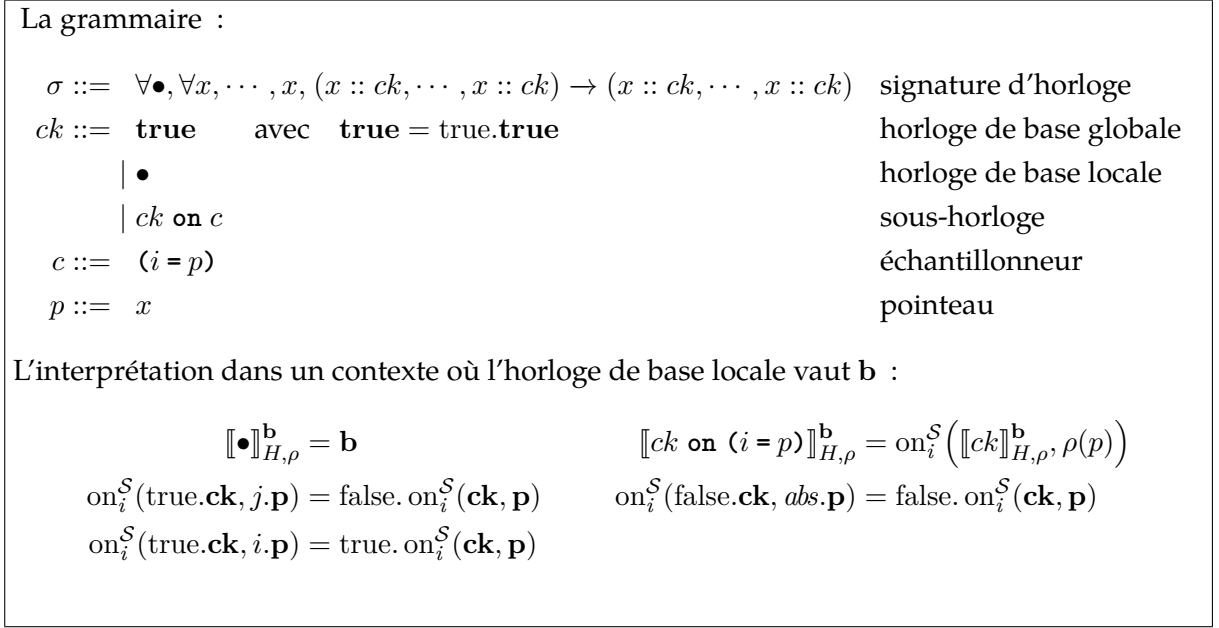 La grammaire :
σ ::= ∀•, ∀x, ··· , x, (x :: ck, ··· , x :: ck) → (x :: ck, ··· , x :: ck) signature d'horloge
ck ::= true avec true = true.true horloge de base globale
| • horloge de base locale
| ck on c sous-horloge
c ::= (i = p) échantillonneur
p ::= x pointeau
L'interprétation dans un contexte où l'horloge de base locale vaut b :
⟦•⟧^b_{H,ρ} = b ⟦ck on (i = p)⟧^b_{H,ρ} = on^S_i(⟦ck⟧^b_{H,ρ}, ρ(p))
on^S_i(true.ck, j.p) = false. on^S_i(ck, p) on^S_i(false.ck, abs.p) = false. on^S_i(ck, p)
on^S_i(true.ck, i.p) = true. on^S_i(ck, p)